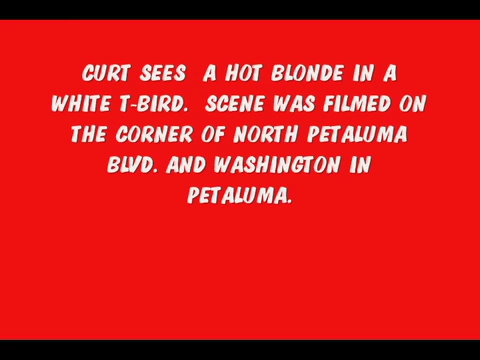 CURT SEES  A HOT BLONDE IN A
WHITE T-BIRD.  SCENE WAS FILMED ON
THE CORNER OF NORTH PETALUMA
BLVD. AND WASHINGTON IN
PETALUMA.